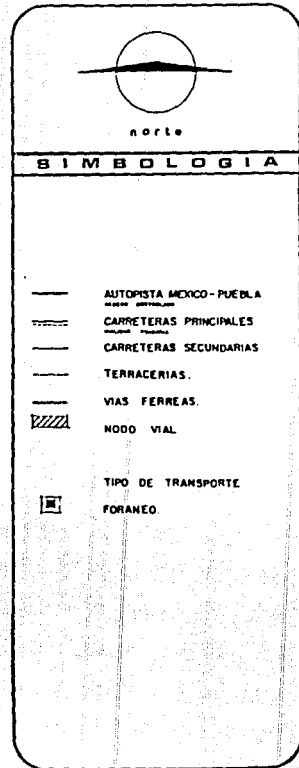 norte
SIMBOLOGIA
AUTOPISTA MEXICO-PUEBLA
CARRETERAS PRINCIPALES
CARRETERAS SECUNDARIAS
TERRACERIAS.
VIAS FERREAS.
NODO VIAL
TIPO DE TRANSPORTE
FORANEO.